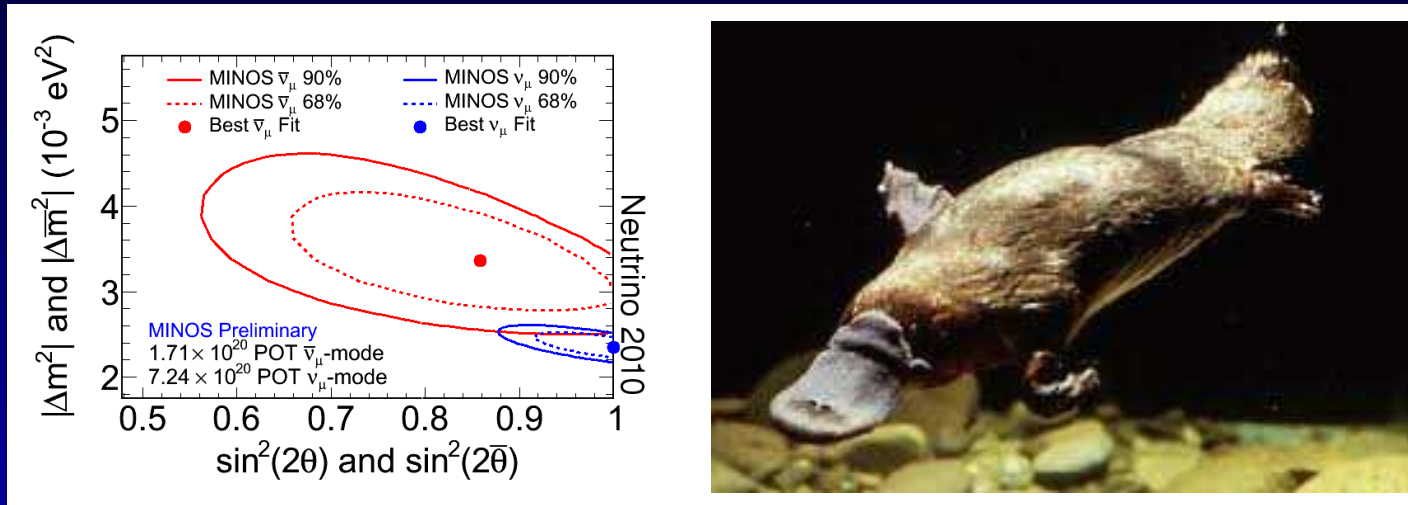 MINOS ν̅μ 90%
MINOS ν̅μ 68%
Best ν̅μ Fit
MINOS νμ 90%
MINOS νμ 68%
Best νμ Fit
|Δm²| and |Δm̅²| (10⁻³ eV²)
5
4
3
2
MINOS Preliminary
1.71× 10²⁰ POT ν̅μ-mode
7.24× 10²⁰ POT νμ-mode
Neutrino 2010
0.5 0.6 0.7 0.8 0.9 1
sin²(2θ) and sin²(2θ̅)